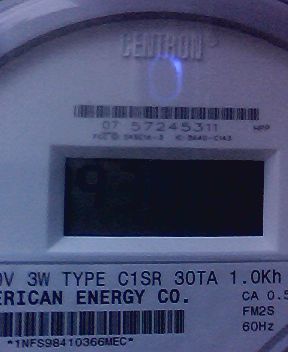 CENTRON
07 57245311
0V 3W TYPE C1SR 30TA 1.0Kh
ERICAN ENERGY CO.
CA 0.5
FM2S
60Hz
*1NFS98410366MEC*